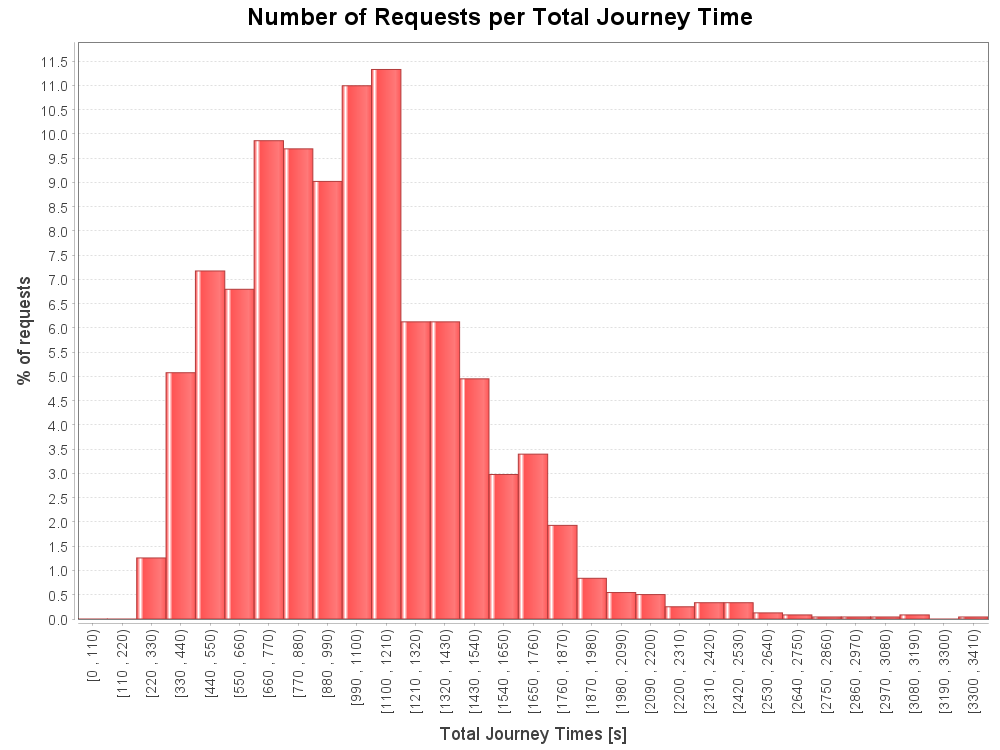 Number of Requests per Total Journey Time
11.5
11.0
10.5
10.0
9.5
9.0
8.5
8.0
7.5
7.0
6.5
6.0
5.5
5.0
4.5
4.0
3.5
3.0
2.5
2.0
1.5
1.0
0.5
0.0
% of requests
[0 , 110)
[110 , 220)
[220 , 330)
[330 , 440)
[440 , 550)
[550 , 660)
[660 , 770)
[770 , 880)
[880 , 990)
[990 , 1100)
[1100 , 1210)
[1210 , 1320)
[1320 , 1430)
[1430 , 1540)
[1540 , 1650)
[1650 , 1760)
[1760 , 1870)
[1870 , 1980)
[1980 , 2090)
[2090 , 2200)
[2200 , 2310)
[2310 , 2420)
[2420 , 2530)
[2530 , 2640)
[2640 , 2750)
[2750 , 2860)
[2860 , 2970)
[2970 , 3080)
[3080 , 3190)
[3190 , 3300)
[3300 , 3410)
Total Journey Times [s]